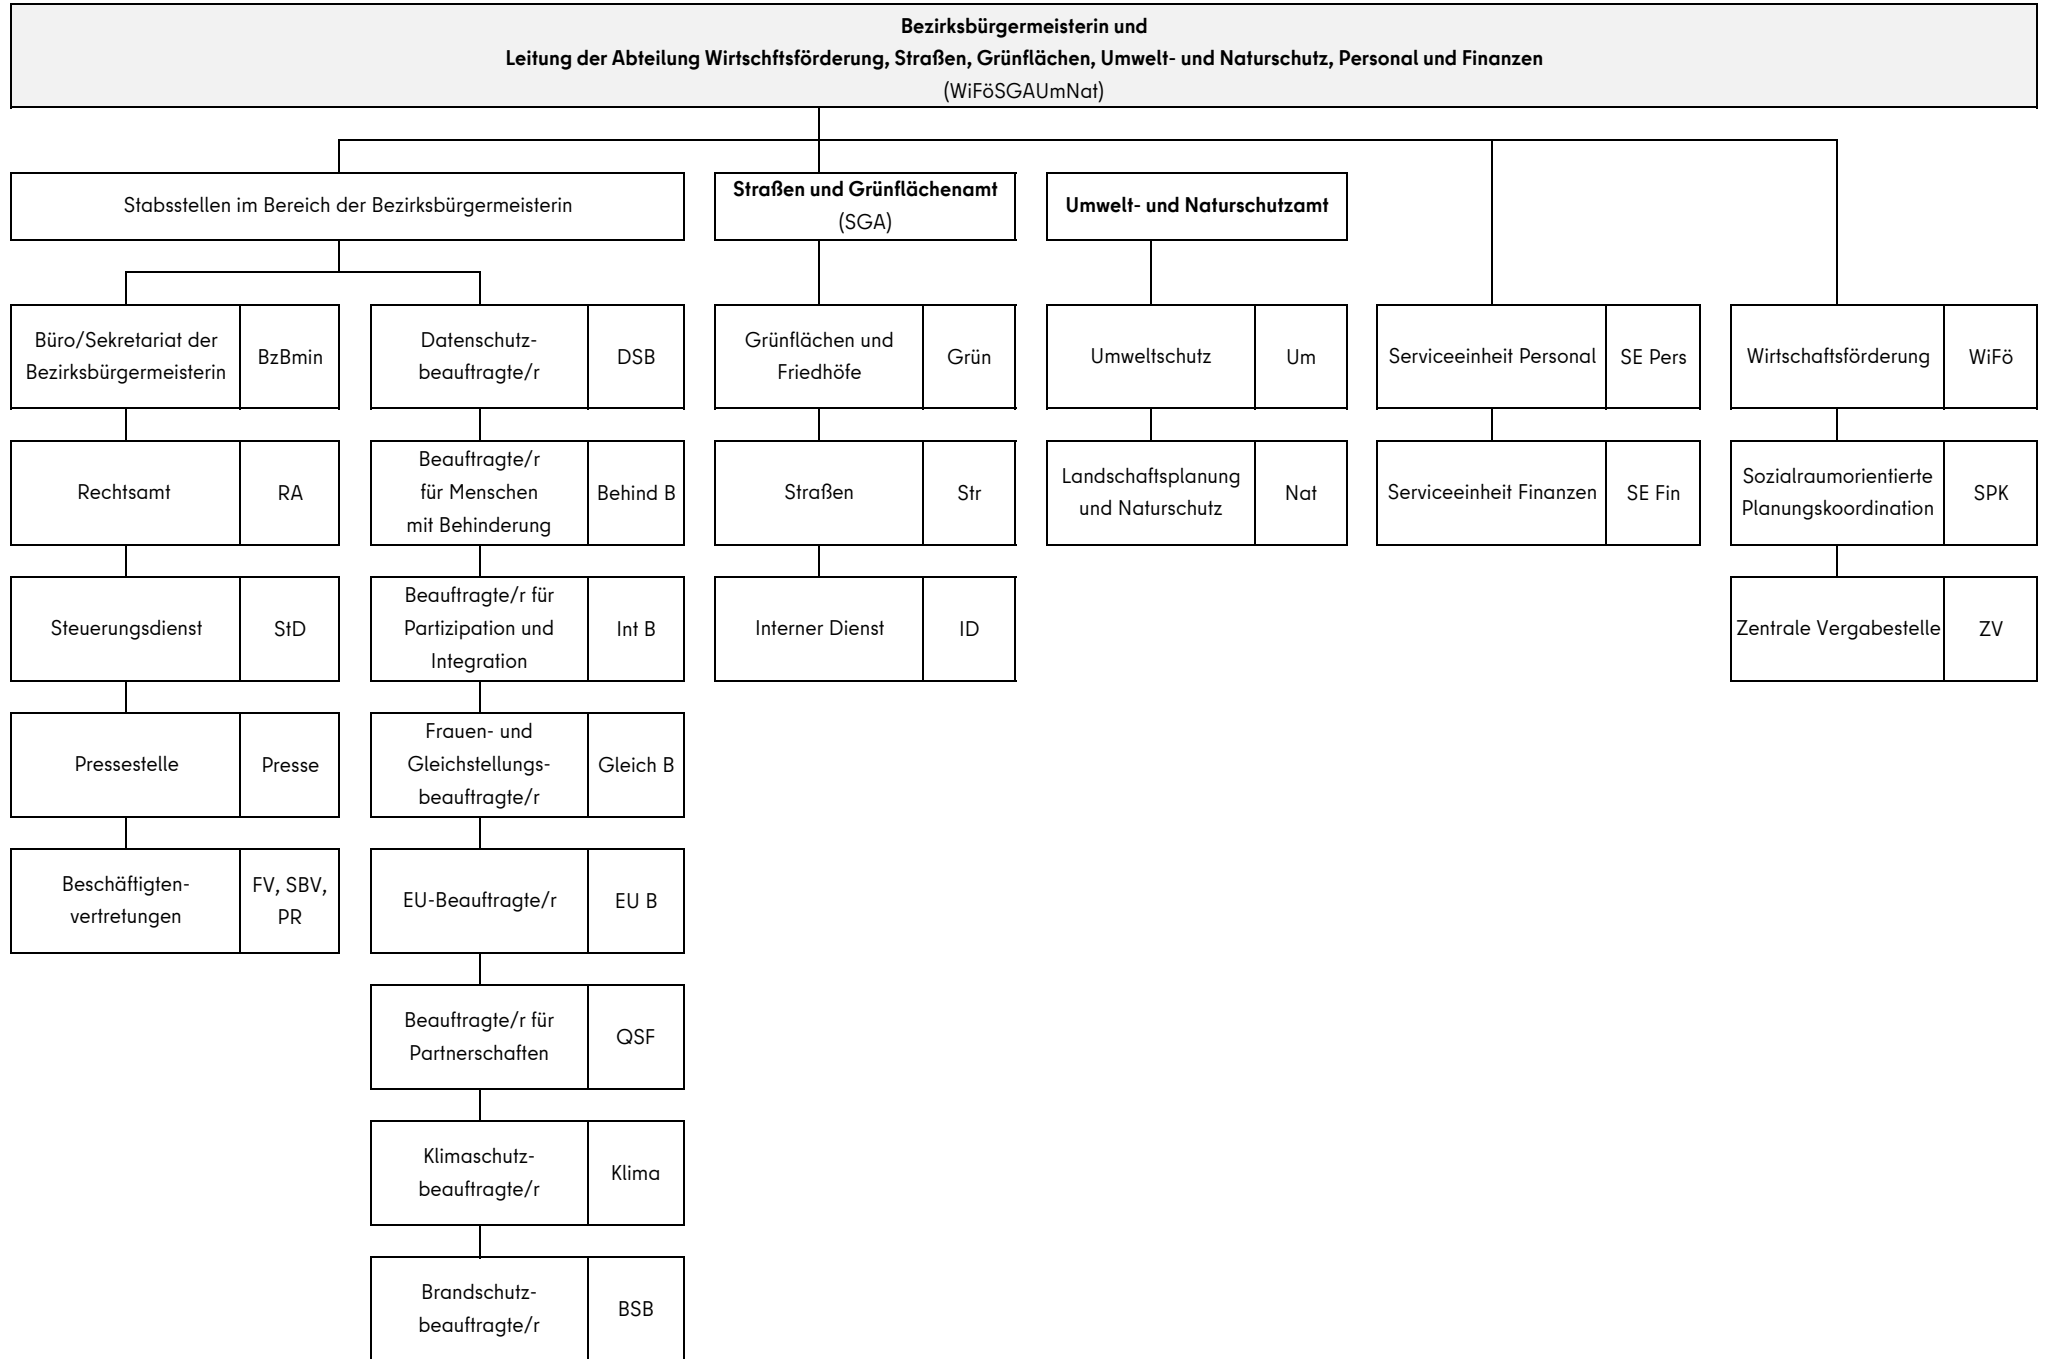 Bezirksbürgermeisterin und
Leitung der Abteilung Wirtschftsförderung, Straßen, Grünflächen, Umwelt- und Naturschutz, Personal und Finanzen
(WiFöSGAUmNat)
Stabsstellen im Bereich der Bezirksbürgermeisterin
Büro/Sekretariat der
Bezirksbürgermeisterin
BzBmin
Rechtsamt
RA
Steuerungsdienst
StD
Pressestelle
Presse
Beschäftigten-
vertretungen
FV, SBV,
PR
Datenschutz-
beauftragte/r
DSB
Beauftragte/r
für Menschen
mit Behinderung
Behind B
Beauftragte/r für
Partizipation und
Integration
Int B
Frauen- und
Gleichstellungs-
beauftragte/r
Gleich B
EU-Beauftragte/r
EU B
Beauftragte/r für
Partnerschaften
QSF
Klimaschutz-
beauftragte/r
Klima
Brandschutz-
beauftragte/r
BSB
Straßen und Grünflächenamt
(SGA)
Grünflächen und
Friedhöfe
Grün
Straßen
Str
Interner Dienst
ID
Umwelt- und Naturschutzamt
Umweltschutz
Um
Landschaftsplanung
und Naturschutz
Nat
Serviceeinheit Personal
SE Pers
Serviceeinheit Finanzen
SE Fin
Wirtschaftsförderung
WiFö
Sozialraumorientierte
Planungskoordination
SPK
Zentrale Vergabestelle
ZV